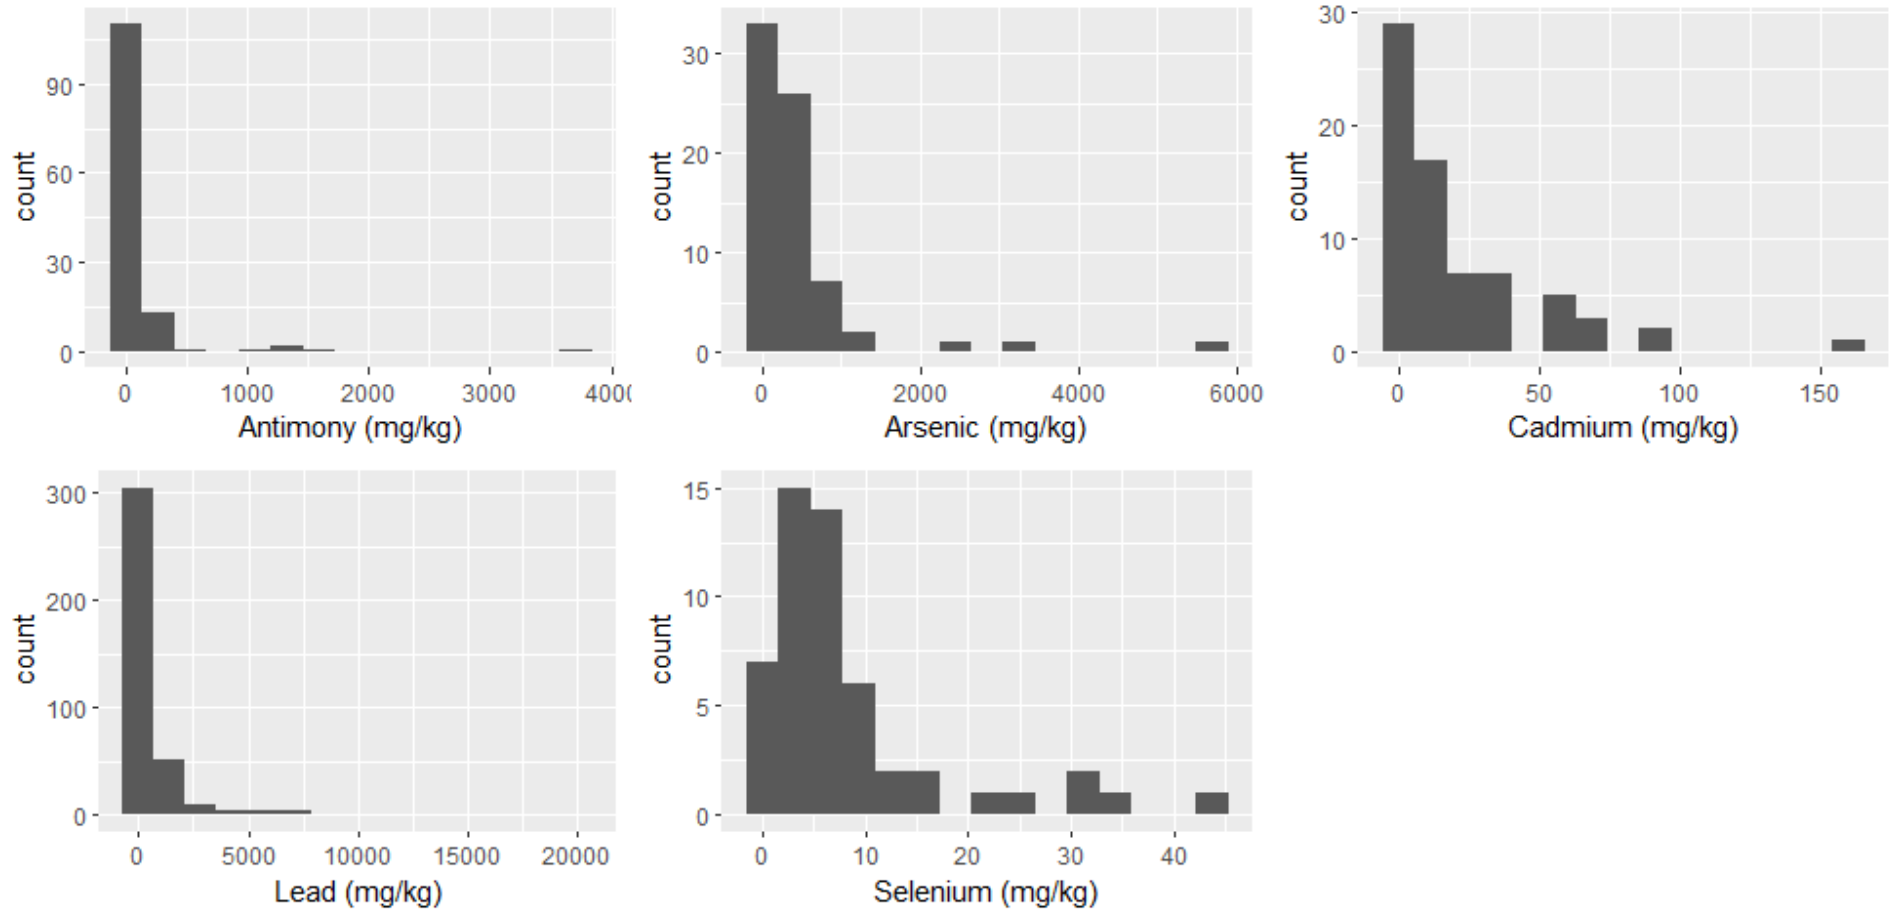 count
90
60
30
0
0 1000 2000 3000 400
Antimony (mg/kg)
count
30
20
10
0
0 2000 4000 6000
Arsenic (mg/kg)
count
30
20
10
0
0 50 100 150
Cadmium (mg/kg)
count
300
200
100
0
0 5000 10000 15000 20000
Lead (mg/kg)
count
15
10
5
0
0 10 20 30 40
Selenium (mg/kg)